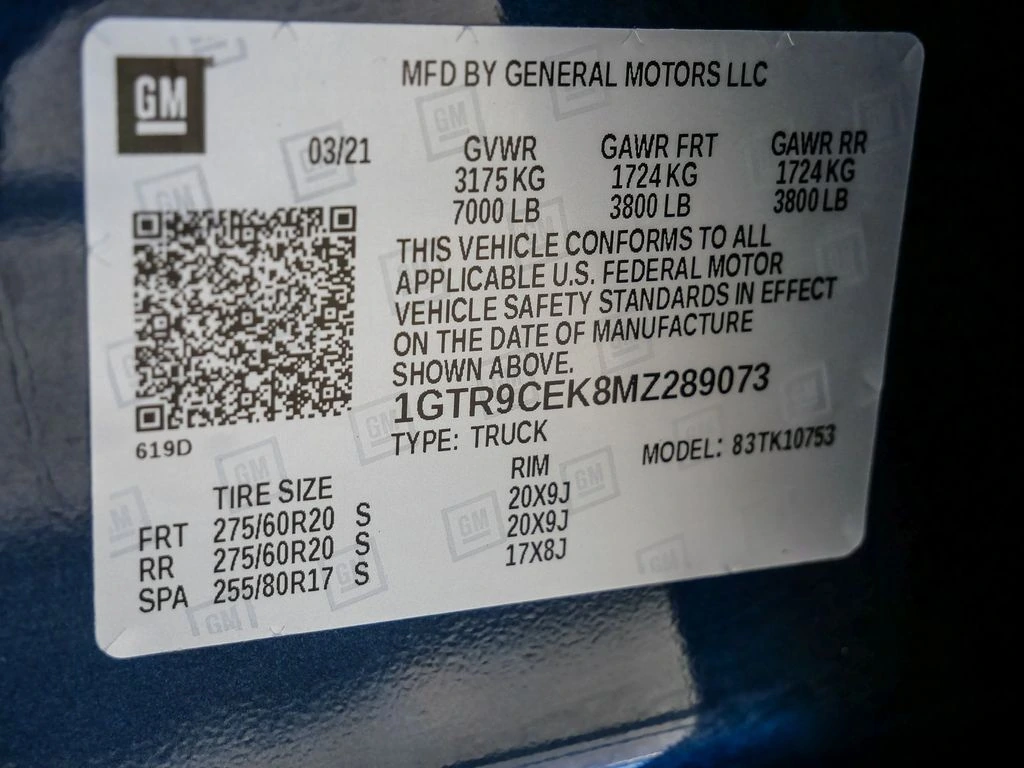 GM
MFD BY GENERAL MOTORS LLC
03/21
GVWR GAWR FRT GAWR RR
3175 KG 1724 KG 1724 KG
7000 LB 3800 LB 3800 LB
THIS VEHICLE CONFORMS TO ALL
APPLICABLE U.S. FEDERAL MOTOR
VEHICLE SAFETY STANDARDS IN EFFECT
ON THE DATE OF MANUFACTURE
SHOWN ABOVE.
1GTR9CEK8MZ289073
619D
TYPE: TRUCK MODEL: 83TK10753
TIRE SIZE RIM
FRT 275/60R20 S 20X9J
RR 275/60R20 S 20X9J
SPA 255/80R17 S 17X8J